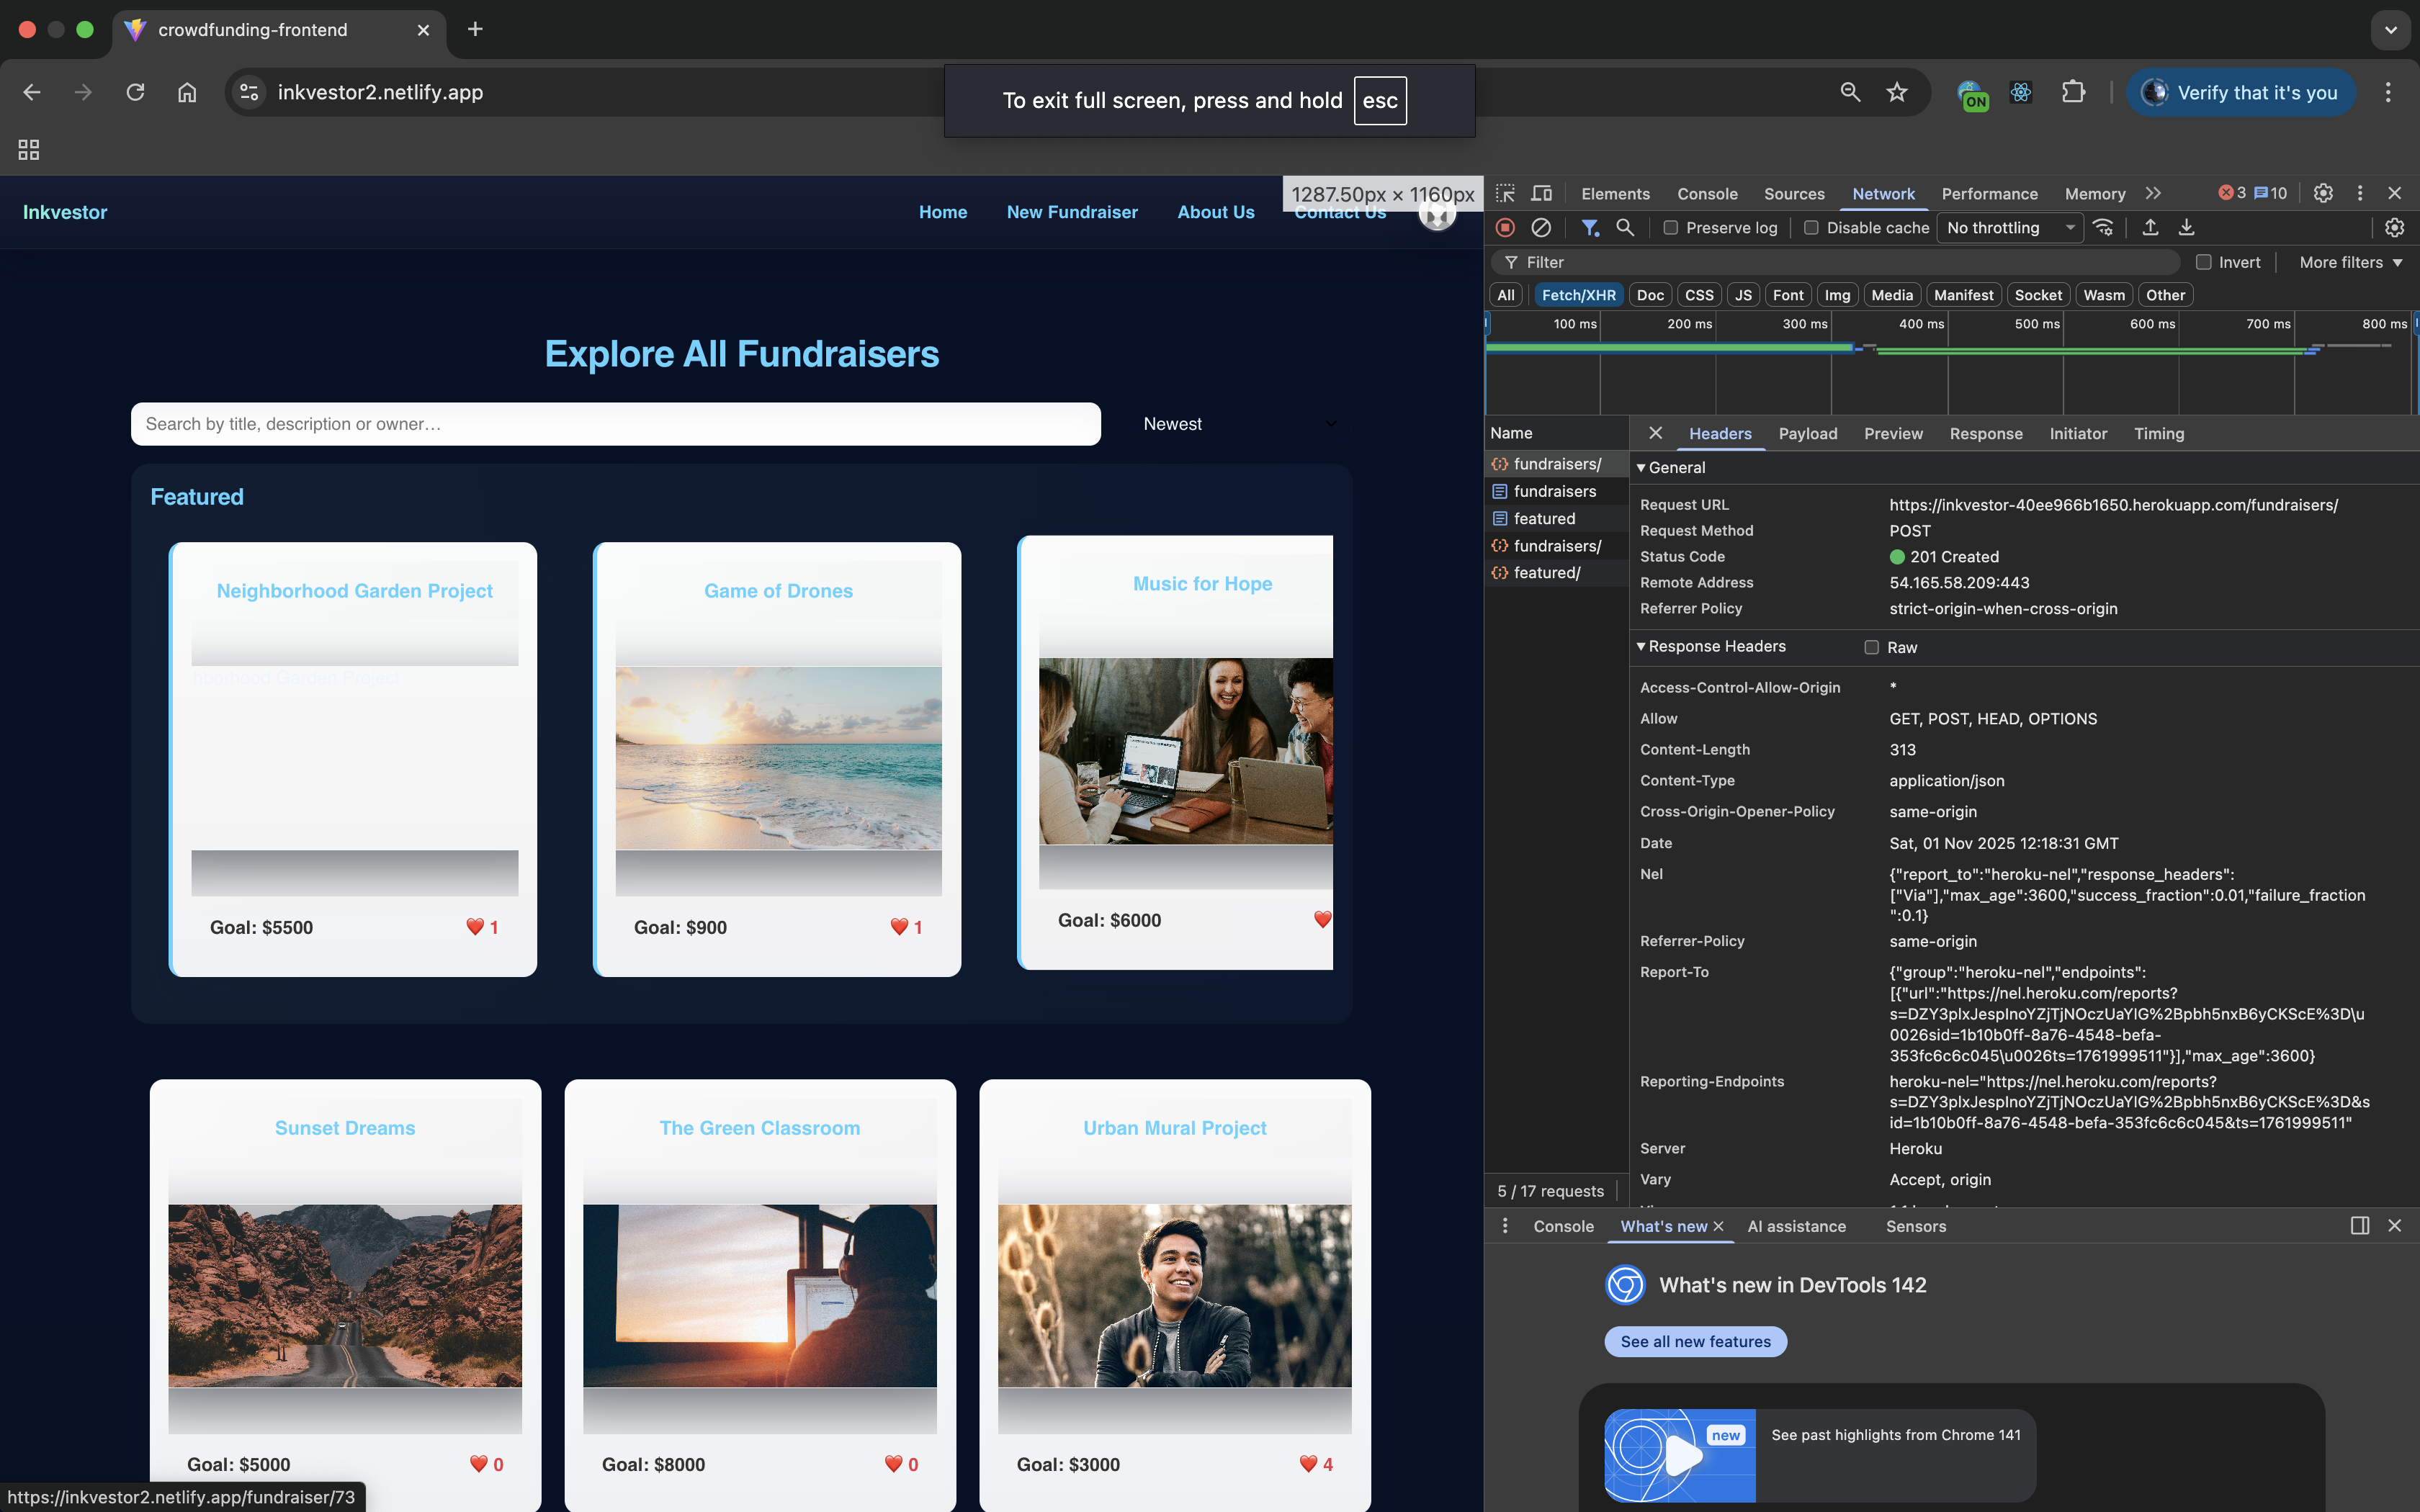 crowdfunding-frontend
inkvestor2.netlify.app
To exit full screen, press and hold esc
ON
Verify that it's you
Inkvestor
Home
New Fundraiser
About Us
Contact Us
1287.50px × 1160px
Explore All Fundraisers
Search by title, description or owner…
Newest
Featured
Neighborhood Garden Project
nborhood Garden Project
Goal: $5500
1
Game of Drones
Goal: $900
1
Music for Hope
Goal: $6000
Sunset Dreams
Goal: $5000
0
The Green Classroom
Goal: $8000
0
Urban Mural Project
Goal: $3000
4
https://inkvestor2.netlify.app/fundraiser/73
Elements
Console
Sources
Network
Performance
Memory
3
10
Preserve log
Disable cache
No throttling
Filter
Invert
More filters
All
Fetch/XHR
Doc
CSS
JS
Font
Img
Media
Manifest
Socket
Wasm
Other
100 ms
200 ms
300 ms
400 ms
500 ms
600 ms
700 ms
800 ms
Name
fundraisers/
fundraisers
featured
fundraisers/
featured/
5 / 17 requests
Headers
Payload
Preview
Response
Initiator
Timing
General
Request URL
https://inkvestor-40ee966b1650.herokuapp.com/fundraisers/
Request Method
POST
Status Code
201 Created
Remote Address
54.165.58.209:443
Referrer Policy
strict-origin-when-cross-origin
Response Headers
Raw
Access-Control-Allow-Origin
*
Allow
GET, POST, HEAD, OPTIONS
Content-Length
313
Content-Type
application/json
Cross-Origin-Opener-Policy
same-origin
Date
Sat, 01 Nov 2025 12:18:31 GMT
Nel
{"report_to":"heroku-nel","response_headers":
["Via"],"max_age":3600,"success_fraction":0.01,"failure_fraction
":0.1}
Referrer-Policy
same-origin
Report-To
{"group":"heroku-nel","endpoints":
[{"url":"https://nel.heroku.com/reports?
s=DZY3plxJespInoYZjTjNOczUaYlG%2Bpbh5nxB6yCKScE%3D\u
0026sid=1b10b0ff-8a76-4548-befa-
353fc6c6c045\u0026ts=1761999511"}],"max_age":3600}
Reporting-Endpoints
heroku-nel="https://nel.heroku.com/reports?
s=DZY3plxJespInoYZjTjNOczUaYlG%2Bpbh5nxB6yCKScE%3D&s
id=1b10b0ff-8a76-4548-befa-353fc6c6c045&ts=1761999511"
Server
Heroku
Vary
Accept, origin
Console
What's new
AI assistance
Sensors
What's new in DevTools 142
See all new features
new
See past highlights from Chrome 141